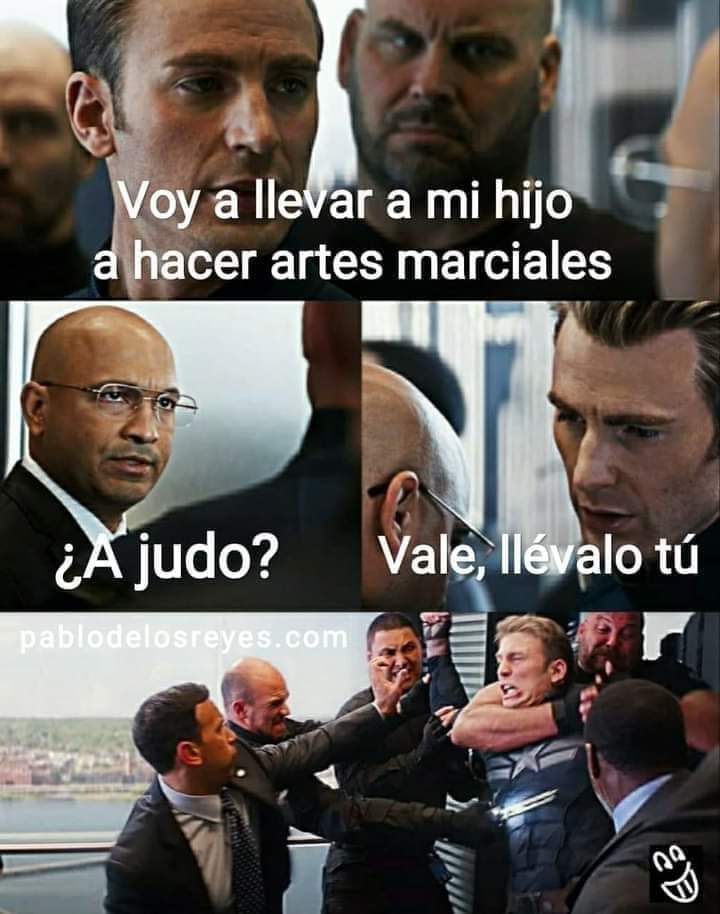 Voy a llevar a mi hijo
a hacer artes marciales
¿A judo?
Vale, llévalo tú
pablodelosreyes.com